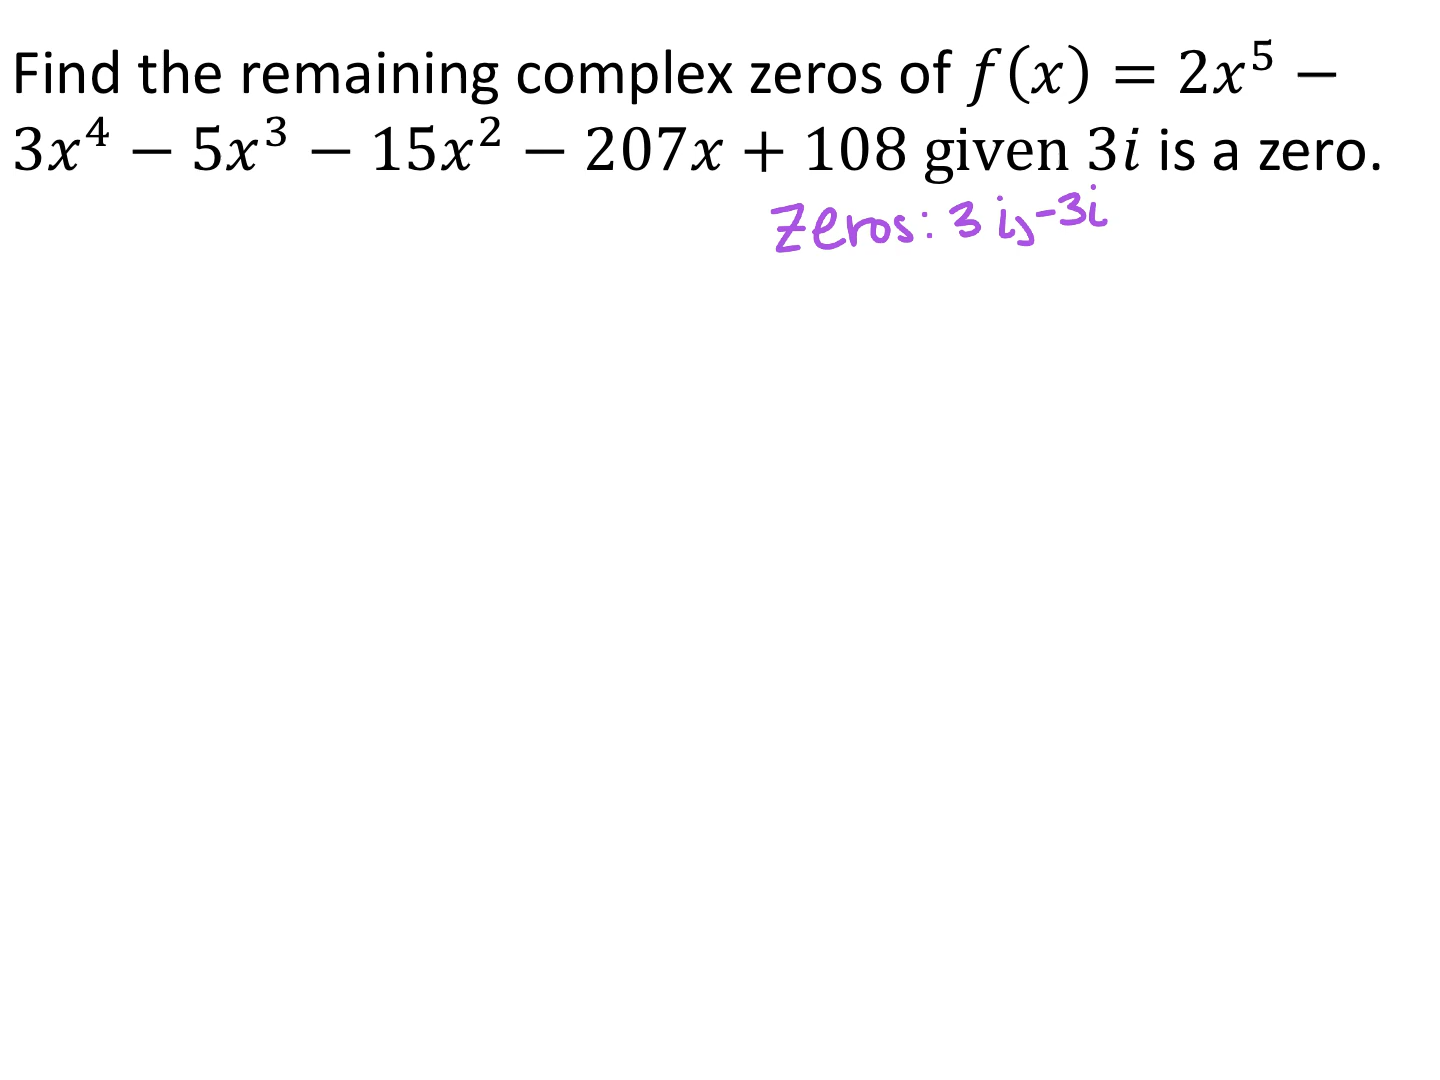 Find the remaining complex zeros of f(x) = 2x⁵ −
3x⁴ − 5x³ − 15x² − 207x + 108 given 3i is a zero.
Zeros: 3i, -3i